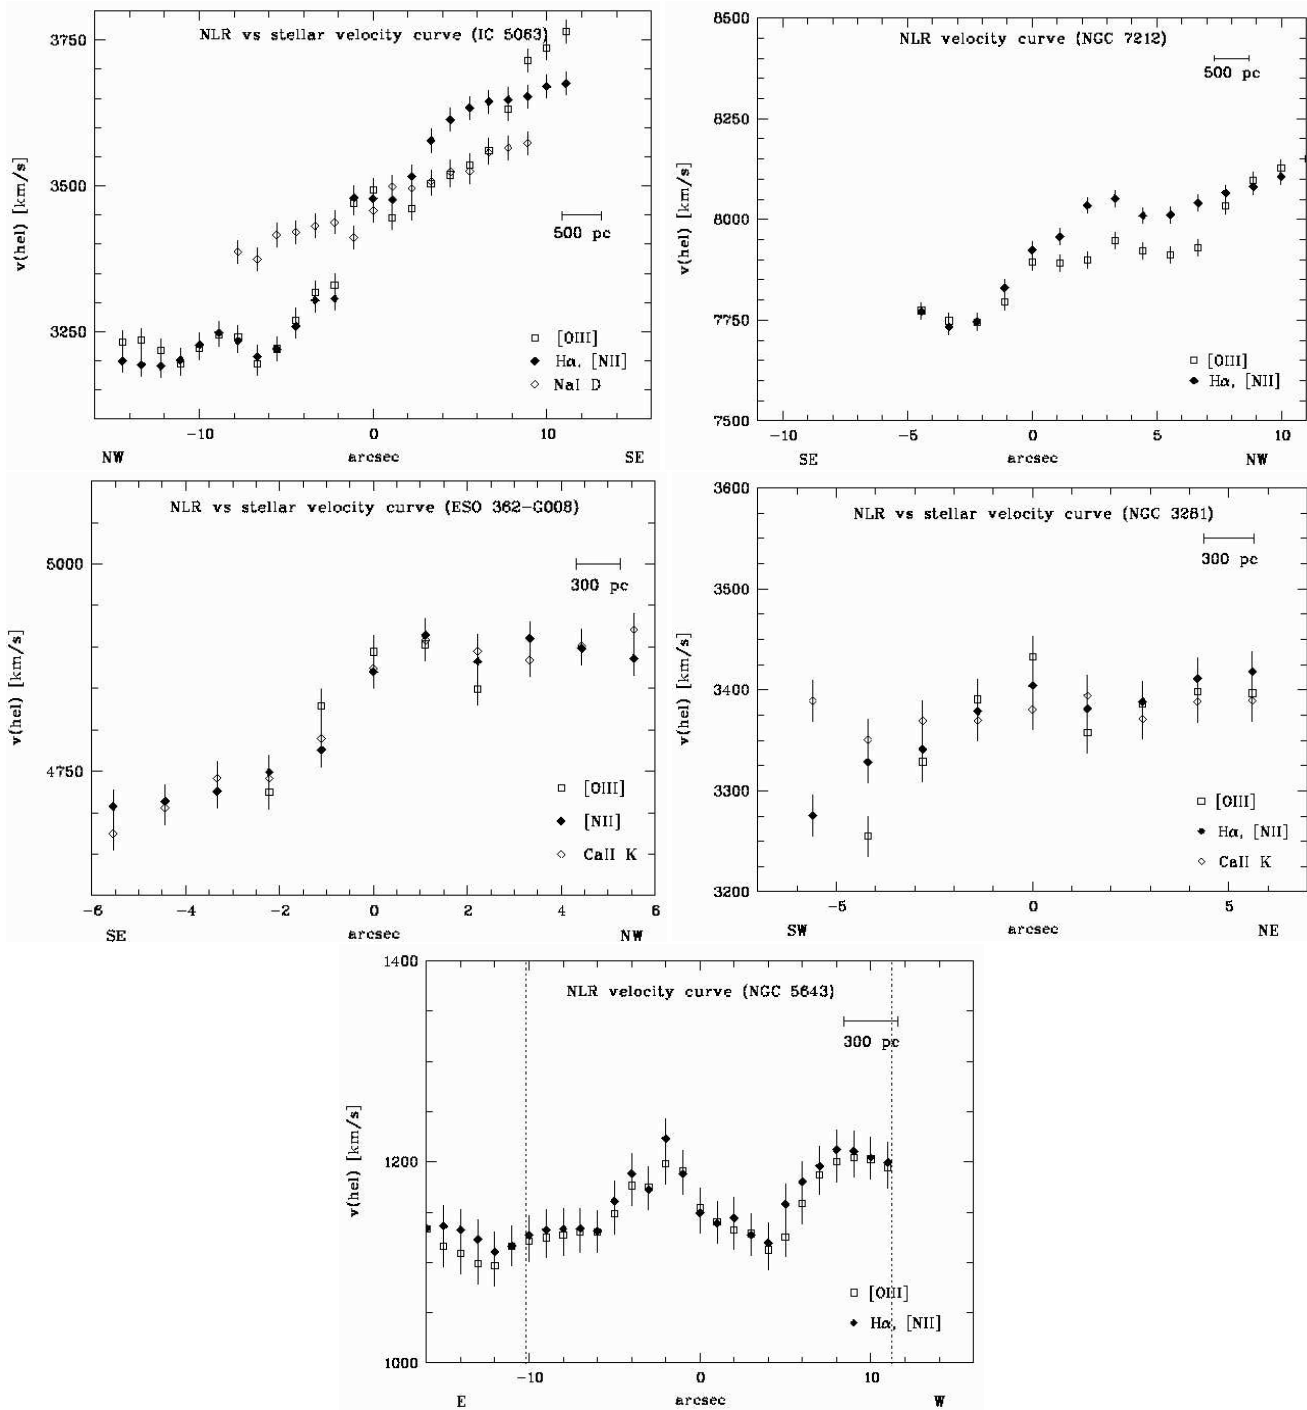 NLR vs stellar velocity curve (IC 5063)
3750
3500
3250
v(hel) [km/s]
500 pc
[OIII]
Hα, [NII]
NaI D
-10 0 10
NW arcsec SE
NLR velocity curve (NGC 7212)
8500
8250
8000
7750
7500
v(hel) [km/s]
500 pc
[OIII]
Hα, [NII]
-10 -5 0 5 10
SE arcsec NW
NLR vs stellar velocity curve (ESO 362-G008)
5000
4750
v(hel) [km/s]
300 pc
[OIII]
[NII]
CaII K
-6 -4 -2 0 2 4 6
SE arcsec NW
NLR vs stellar velocity curve (NGC 3281)
3600
3500
3400
3300
3200
v(hel) [km/s]
300 pc
[OIII]
Hα, [NII]
CaII K
-5 0 5
SW arcsec NE
NLR velocity curve (NGC 5643)
1400
1200
1000
v(hel) [km/s]
300 pc
[OIII]
Hα, [NII]
-10 0 10
E arcsec W